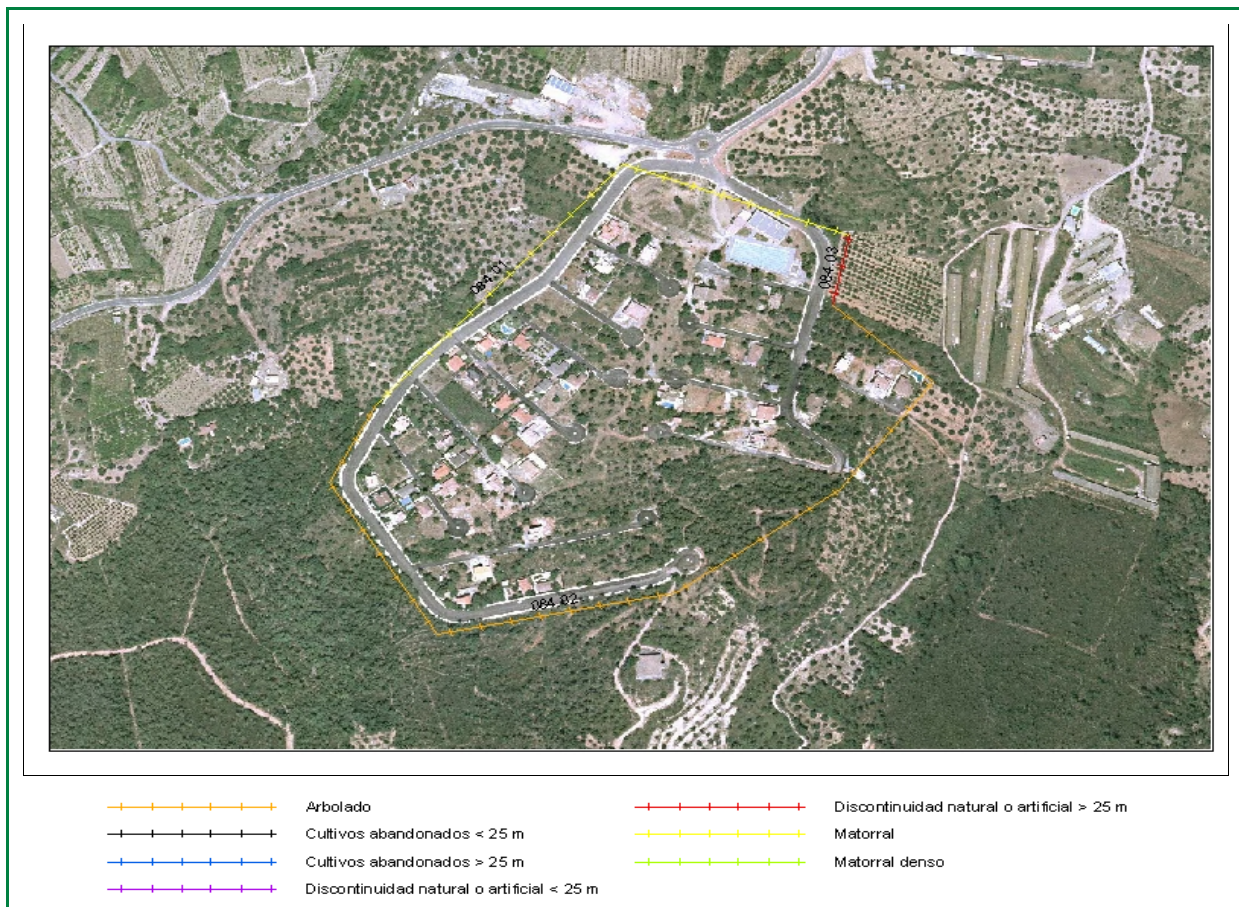 084.01
084.03
084.02
Arbolado
Discontinuidad natural o artificial > 25 m
Cultivos abandonados < 25 m
Matorral
Cultivos abandonados > 25 m
Matorral denso
Discontinuidad natural o artificial < 25 m